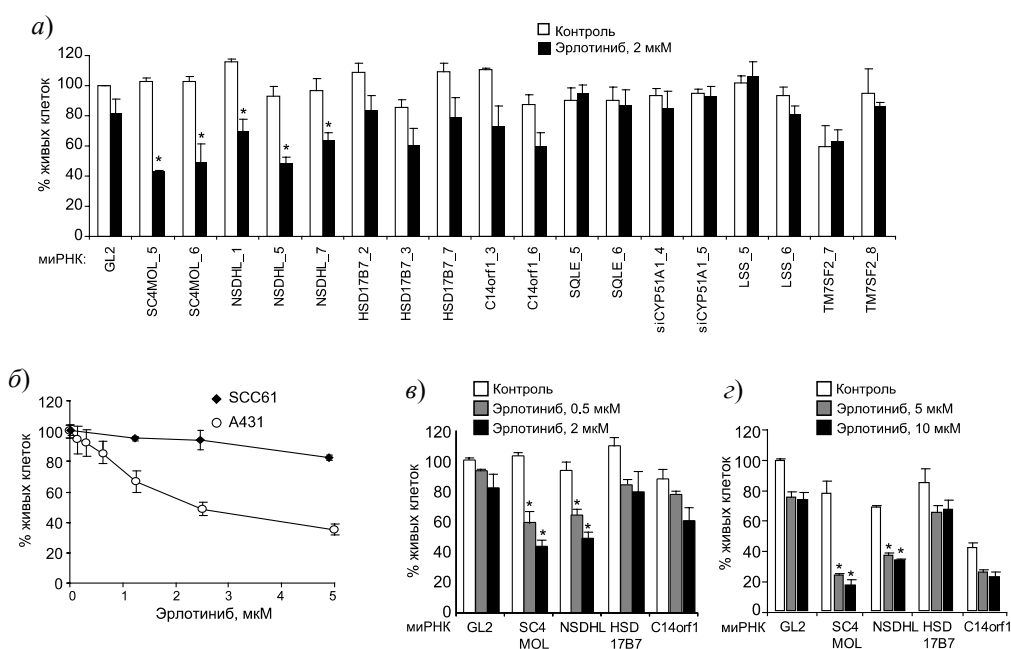 а)
Контроль
Эрлотиниб, 2 мкМ
% живых клеток
120
100
80
60
40
20
0
* * * * *
миРНК:
GL2
SC4MOL_5
SC4MOL_6
NSDHL_1
NSDHL_5
NSDHL_7
HSD17B7_2
HSD17B7_3
HSD17B7_7
C14orf1_3
C14orf1_6
SQLE_5
SQLE_6
siCYP51A1_4
siCYP51A1_5
LSS_5
LSS_6
TM7SF2_7
TM7SF2_8
б)
SCC61
A431
% живых клеток
120
100
80
60
40
20
0
0 1 2 3 4 5
Эрлотиниб, мкМ
в)
Контроль
Эрлотиниб, 0.5 мкМ
Эрлотиниб, 2 мкМ
% живых клеток
120
100
80
60
40
20
0
* * * *
миРНК GL2 SC4 NSDHL HSD C14orf1
MOL 17B7
г)
Контроль
Эрлотиниб, 5 мкМ
Эрлотиниб, 10 мкМ
% живых клеток
120
100
80
60
40
20
0
* * * *
миРНК GL2 SC4 NSDHL HSD C14orf1
MOL 17B7